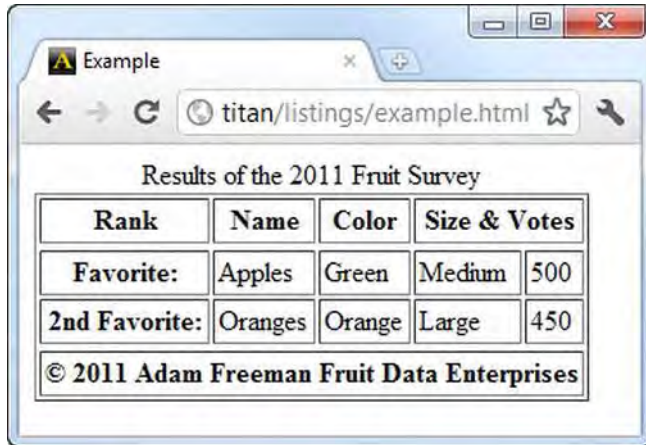 Example
titan/listings/example.html
Results of the 2011 Fruit Survey
Rank Name Color Size & Votes
Favorite: Apples Green Medium 500
2nd Favorite: Oranges Orange Large 450
© 2011 Adam Freeman Fruit Data Enterprises